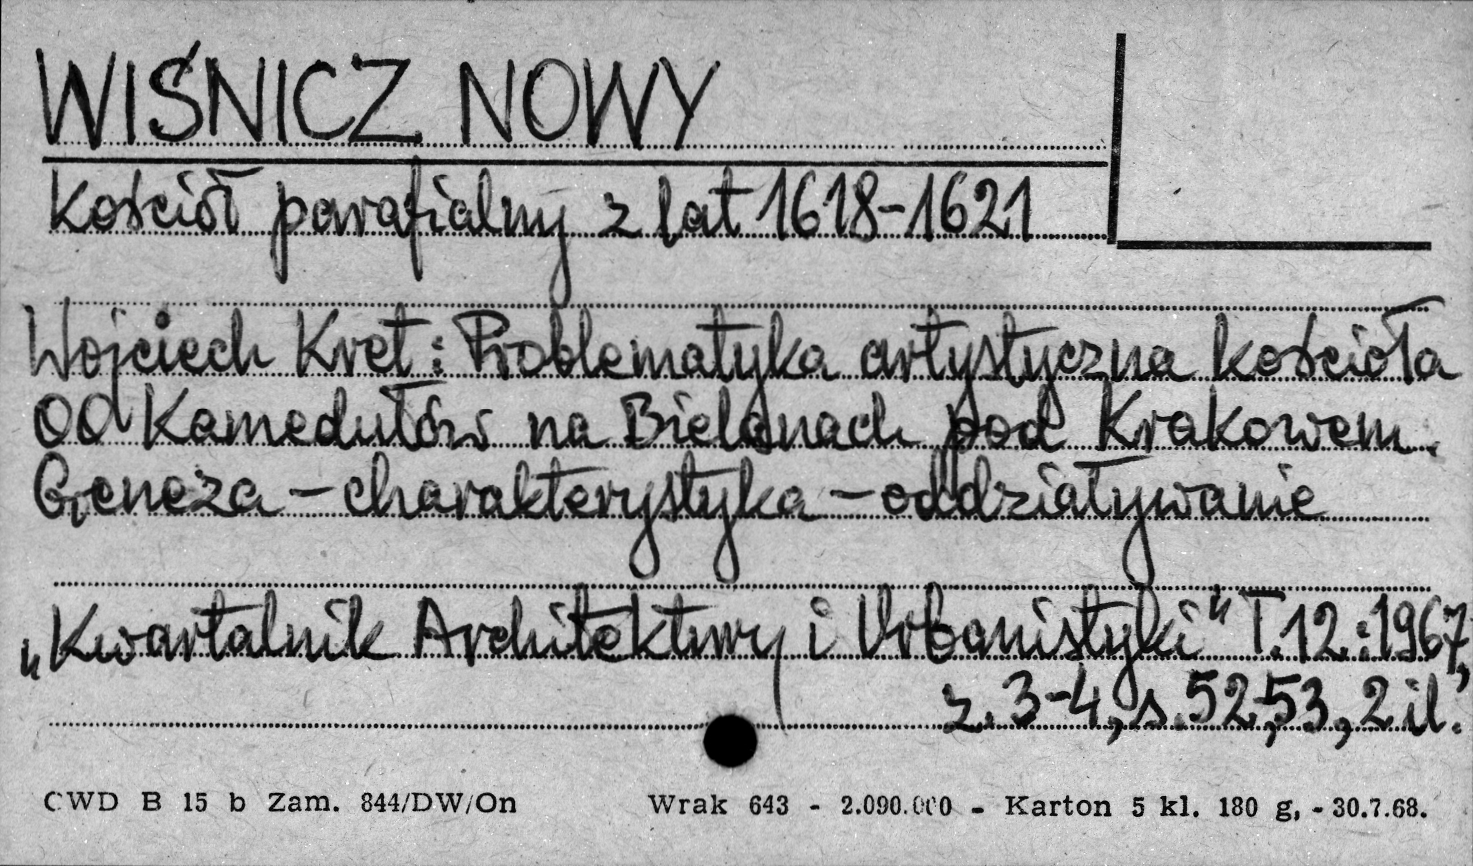 WIŚNICZ NOWY
Kościół parafialny z lat 1618-1621
Wojciech Kret: Problematyka artystyczna kościoła
OO Kamedułów na Bielanach pod Krakowem.
Geneza - charakterystyka - oddziaływanie
„Kwartalnik Architektury i Urbanistyki" T.12.:1967,
z. 3-4, s. 52,53, 2 il.
CWD B 15 b Zam. 844/DW/On Wrak 643 - 2.090.000 - Karton 5 kl. 180 g, - 30.7.68.